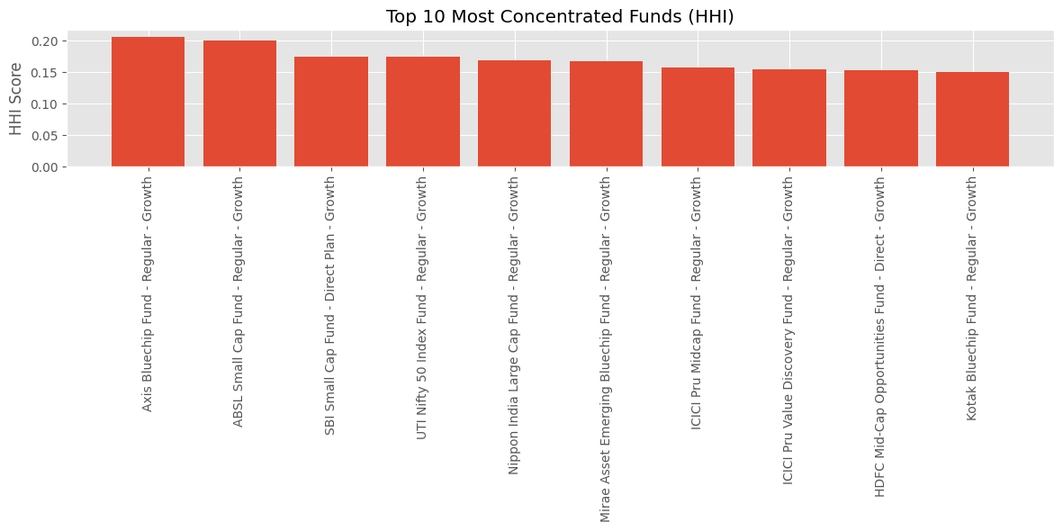 Top 10 Most Concentrated Funds (HHI)
HHI Score
0.20
0.15
0.10
0.05
0.00
Axis Bluechip Fund - Regular - Growth
ABSL Small Cap Fund - Regular - Growth
SBI Small Cap Fund - Direct Plan - Growth
UTI Nifty 50 Index Fund - Regular - Growth
Nippon India Large Cap Fund - Regular - Growth
Mirae Asset Emerging Bluechip Fund - Regular - Growth
ICICI Pru Midcap Fund - Regular - Growth
ICICI Pru Value Discovery Fund - Regular - Growth
HDFC Mid-Cap Opportunities Fund - Direct - Growth
Kotak Bluechip Fund - Regular - Growth